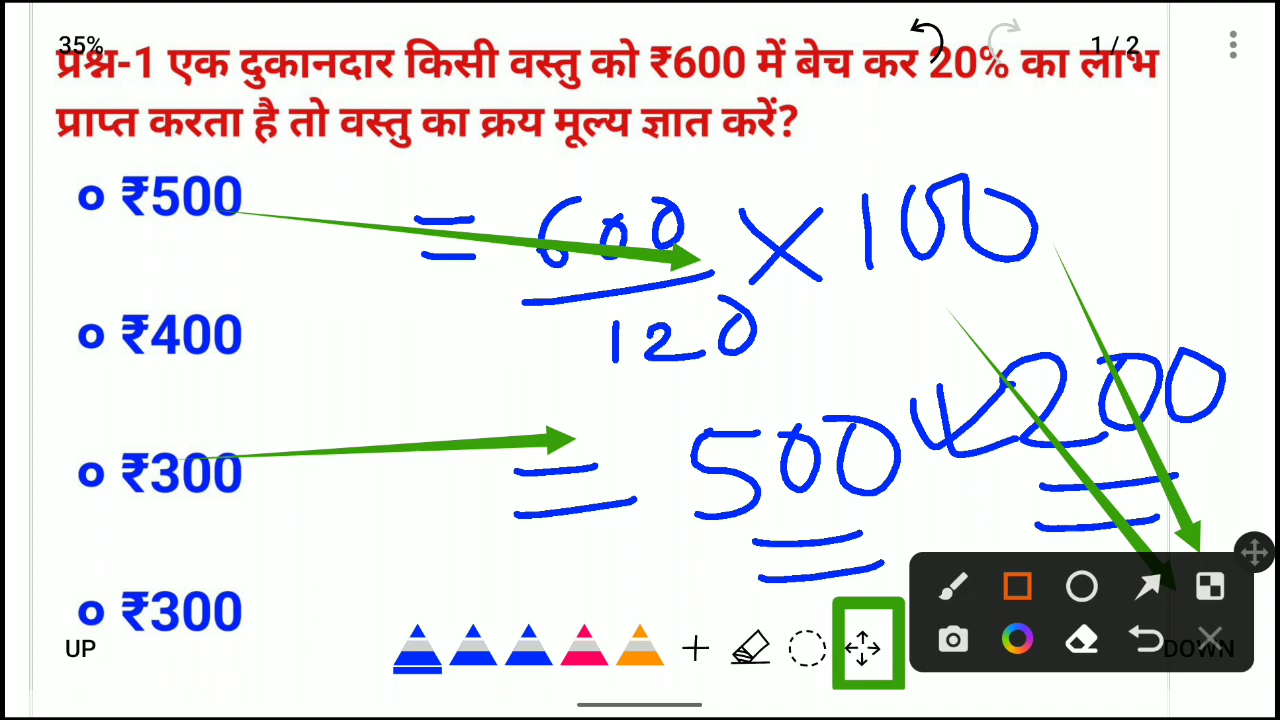 35%
1 / 2
प्रश्न-1 एक दुकानदार किसी वस्तु को ₹600 में बेच कर 20% का लाभ
प्राप्त करता है तो वस्तु का क्रय मूल्य ज्ञात करें?
₹500
₹400
₹300
₹300
= 600 × 100
120
= 500
4200
UP
DOWN